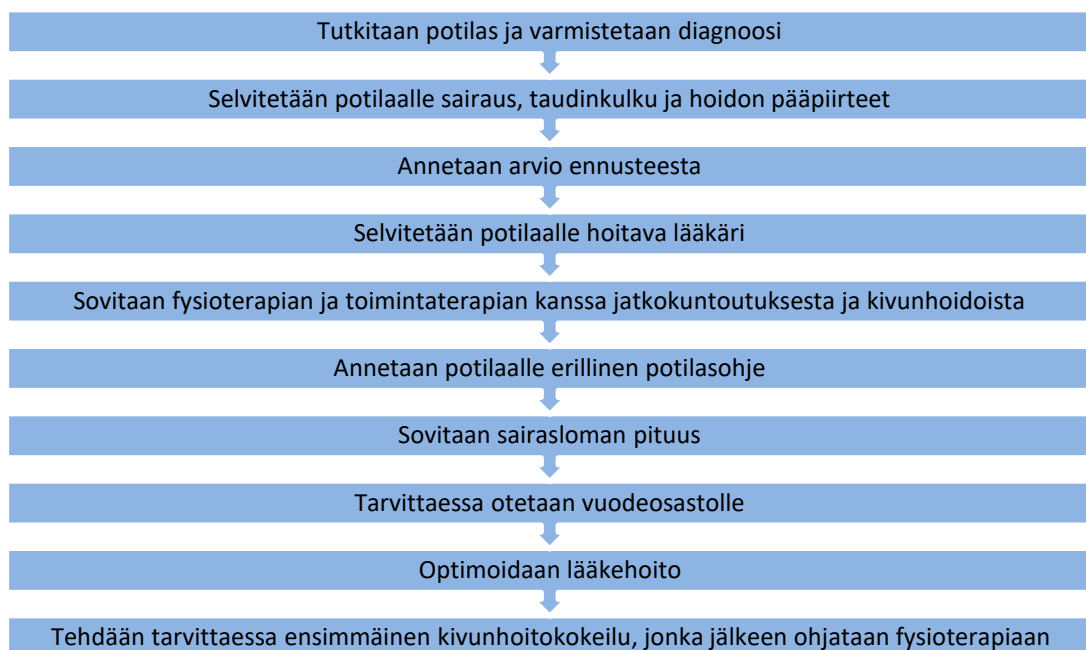 Tutkitaan potilas ja varmistetaan diagnoosi
Selvitetään potilaalle sairaus, taudinkulku ja hoidon pääpiirteet
Annetaan arvio ennusteesta
Selvitetään potilaalle hoitava lääkäri
Sovitaan fysioterapian ja toimintaterapian kanssa jatkokuntoutuksesta ja kivunhoidoista
Annetaan potilaalle erillinen potilasohje
Sovitaan sairasloman pituus
Tarvittaessa otetaan vuodeosastolle
Optimoidaan lääkehoito
Tehdään tarvittaessa ensimmäinen kivunhoitokokeilu, jonka jälkeen ohjataan fysioterapiaan